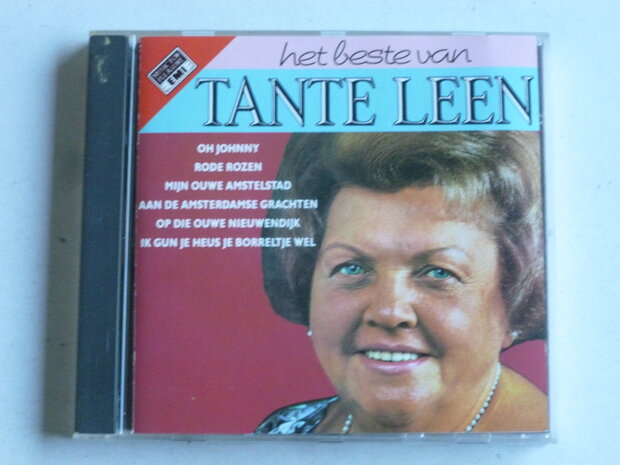 het beste van
TANTE LEEN
EMI
OH JOHNNY
RODE ROZEN
MIJN OUWE AMSTELSTAD
AAN DE AMSTERDAMSE GRACHTEN
OP DIE OUWE NIEUWENDIJK
IK GUN JE HEUS JE BORRELTJE WEL